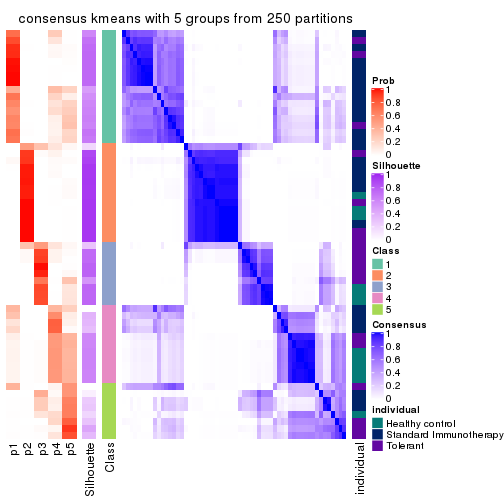 consensus kmeans with 5 groups from 250 partitions
Prob
1
0.8
0.6
0.4
0.2
0
Silhouette
1
0.8
0.6
0.4
0.2
0
Class
1
2
3
4
5
Consensus
1
0.8
0.6
0.4
0.2
0
individual
Healthy control
Standard Immunotherapy
Tolerant
p1
p2
p3
p4
p5
Silhouette
Class
individual